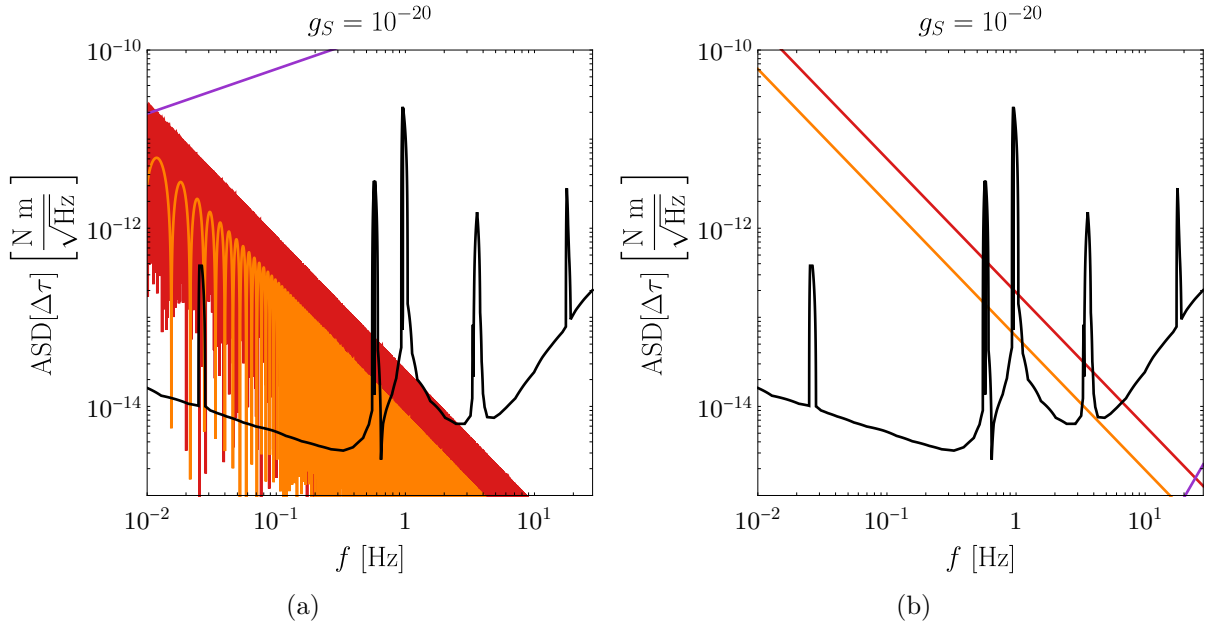 g_S = 10^{-20}
10^{-10}
10^{-12}
10^{-14}
ASD[Δτ] [N m / √Hz]
10^{-2} 10^{-1} 1 10^{1}
f [Hz]
(a)
g_S = 10^{-20}
10^{-10}
10^{-12}
10^{-14}
ASD[Δτ] [N m / √Hz]
10^{-2} 10^{-1} 1 10^{1}
f [Hz]
(b)